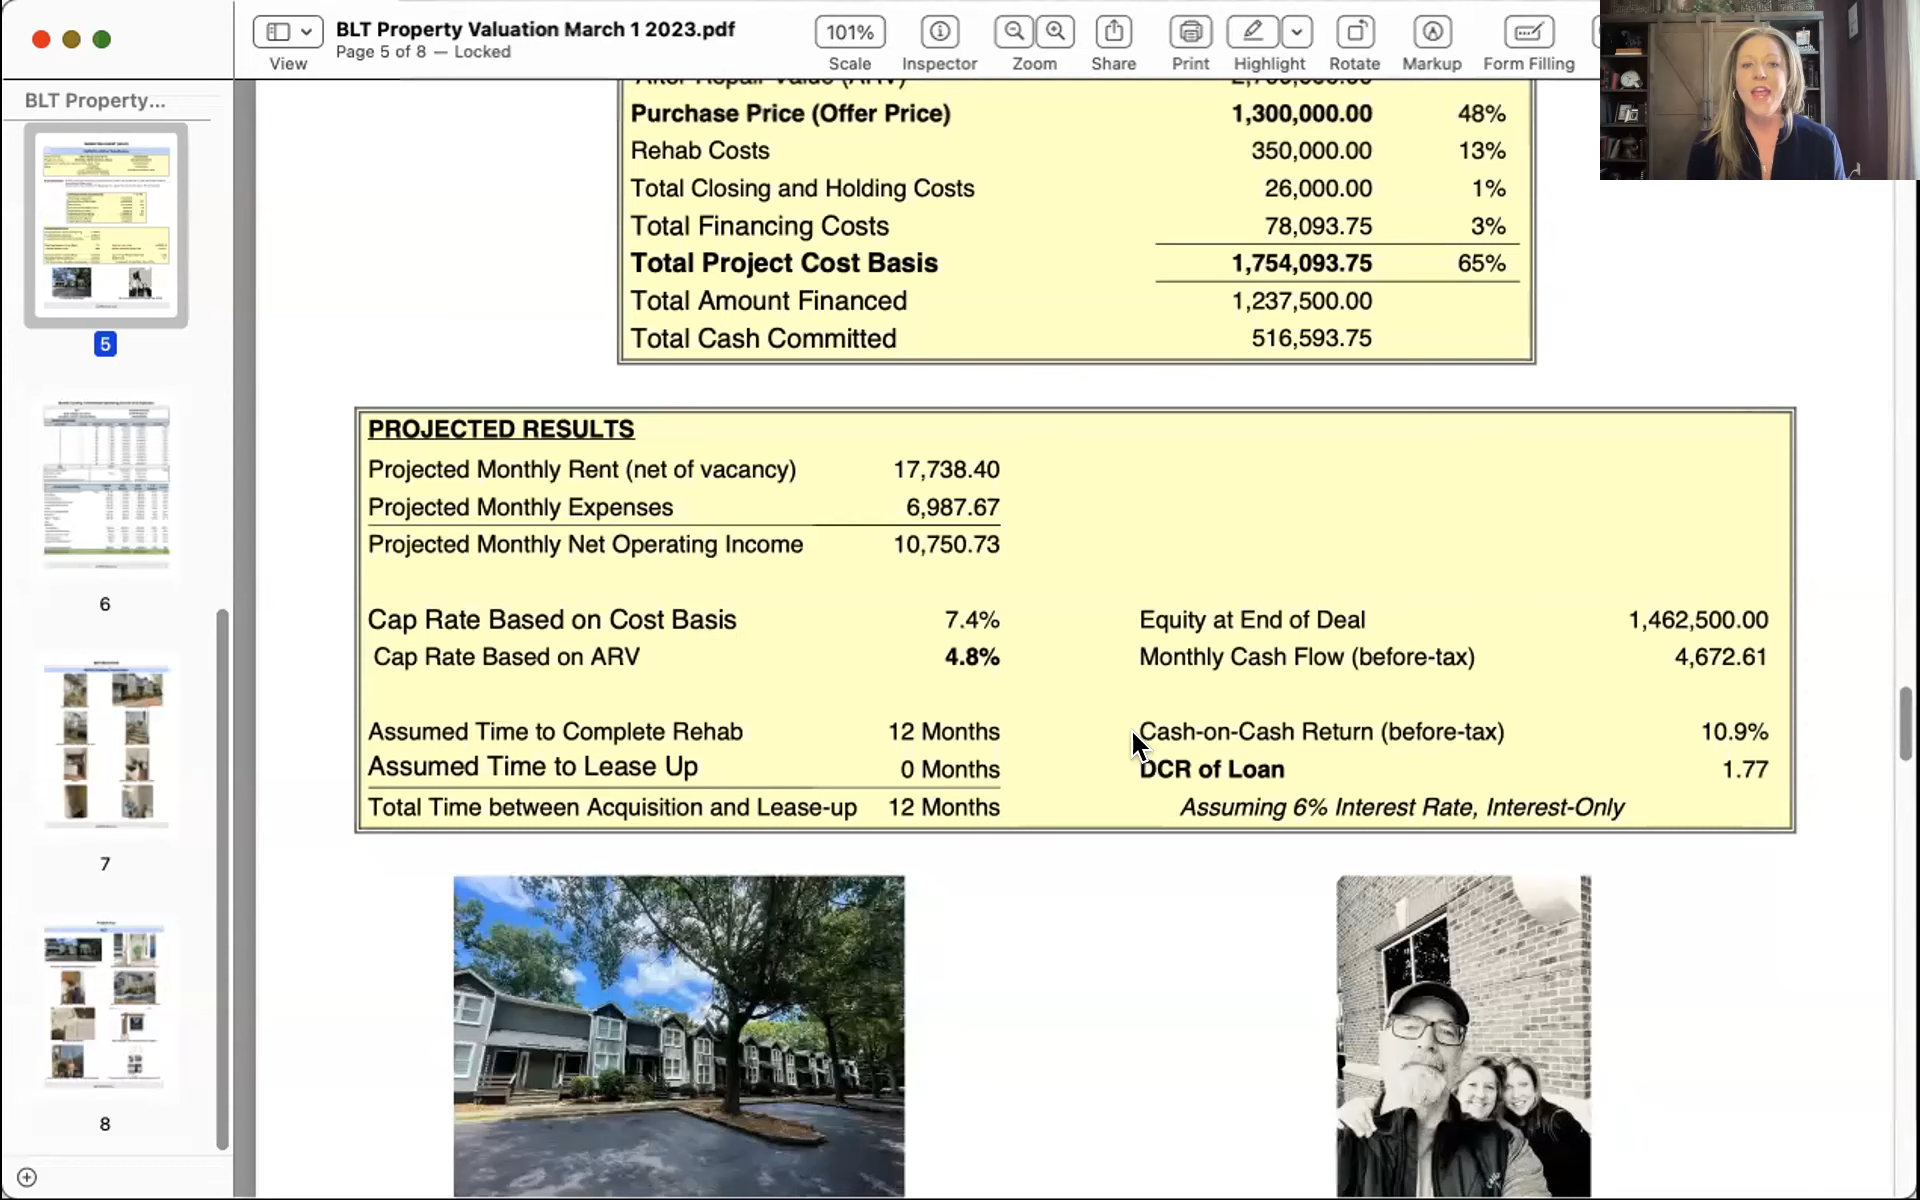 BLT Property Valuation March 1 2023.pdf
Page 5 of 8 — Locked
View
101%
Scale
Inspector
Zoom
Share
Print
Highlight
Rotate
Markup
Form Filling
BLT Property...
5
6
7
8
After Repair Value (ARV)
Purchase Price (Offer Price) 1,300,000.00 48%
Rehab Costs 350,000.00 13%
Total Closing and Holding Costs 26,000.00 1%
Total Financing Costs 78,093.75 3%
Total Project Cost Basis 1,754,093.75 65%
Total Amount Financed 1,237,500.00
Total Cash Committed 516,593.75
PROJECTED RESULTS
Projected Monthly Rent (net of vacancy) 17,738.40
Projected Monthly Expenses 6,987.67
Projected Monthly Net Operating Income 10,750.73
Cap Rate Based on Cost Basis 7.4% Equity at End of Deal 1,462,500.00
Cap Rate Based on ARV 4.8% Monthly Cash Flow (before-tax) 4,672.61
Assumed Time to Complete Rehab 12 Months Cash-on-Cash Return (before-tax) 10.9%
Assumed Time to Lease Up 0 Months DCR of Loan 1.77
Total Time between Acquisition and Lease-up 12 Months Assuming 6% Interest Rate, Interest-Only